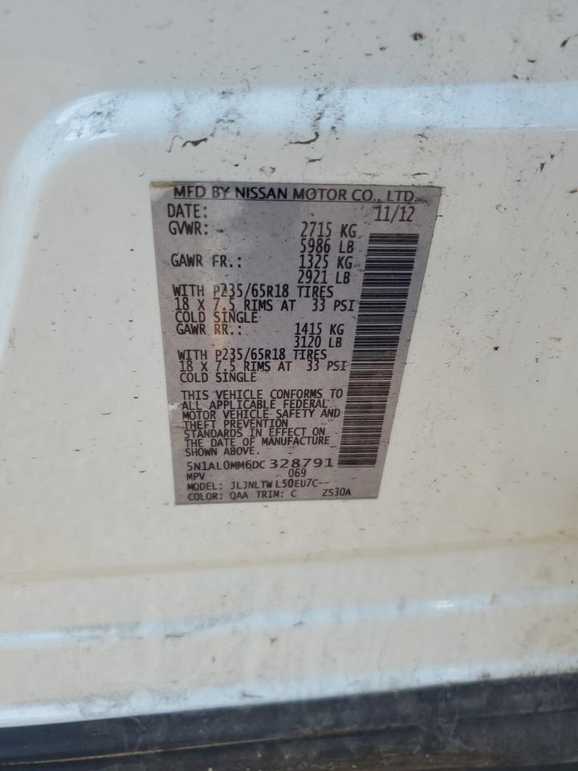 MFD BY NISSAN MOTOR CO., LTD.
DATE: 11/12
GVWR: 2715 KG
5986 LB
GAWR FR.: 1325 KG
2921 LB
WITH P235/65R18 TIRES
18 X 7.5 RIMS AT 33 PSI
COLD SINGLE
GAWR RR.: 1415 KG
3120 LB
WITH P235/65R18 TIRES
18 X 7.5 RIMS AT 33 PSI
COLD SINGLE
THIS VEHICLE CONFORMS TO
ALL APPLICABLE FEDERAL
MOTOR VEHICLE SAFETY AND
THEFT PREVENTION
STANDARDS IN EFFECT ON
THE DATE OF MANUFACTURE
SHOWN ABOVE.
5N1AL0MM6DC328791
MPV 069
MODEL: JLJNLTWL50EU7C--
COLOR: QAA TRIM: C ZS30A